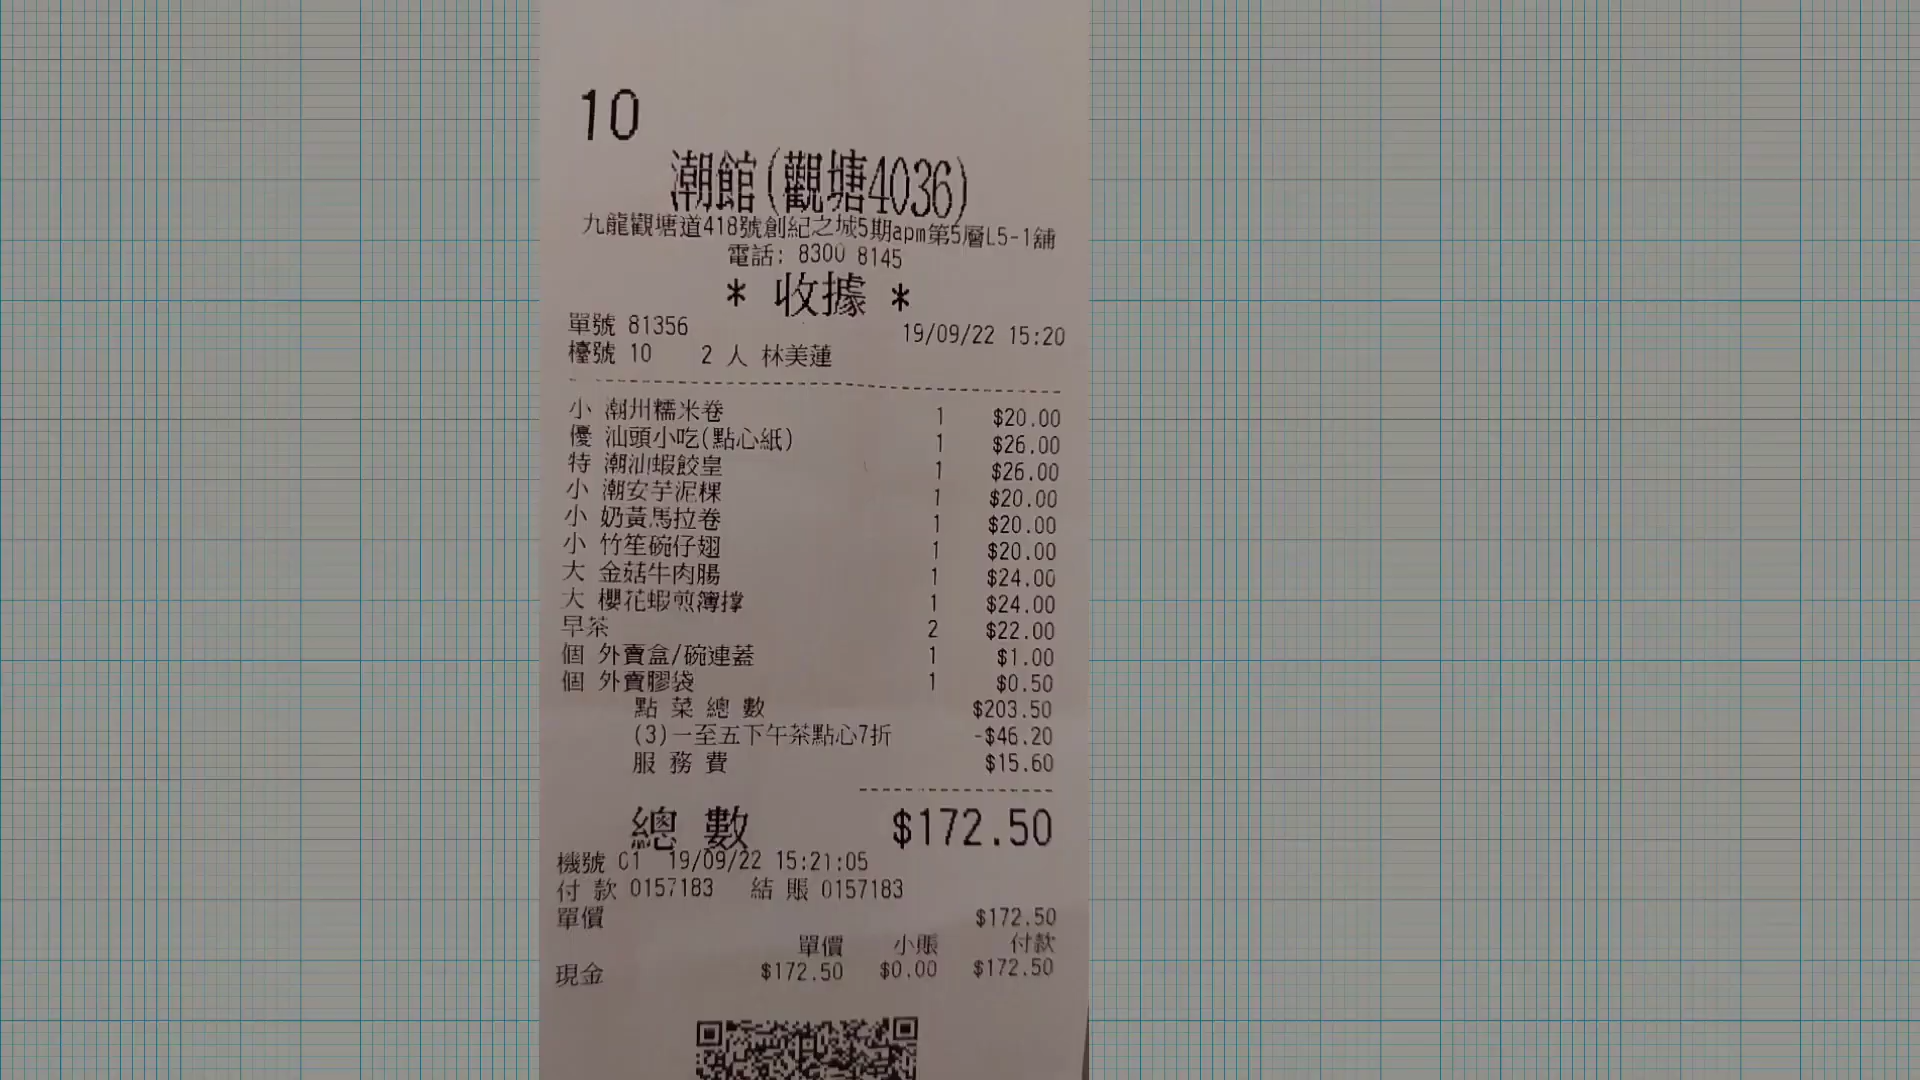 10
潮館(觀塘4036)
九龍觀塘道418號創紀之城5期apm第5層L5-1舖
電話: 8300 8145
* 收據 *
單號 81356 19/09/22 15:20
檯號 10 2 人 林美蓮
小 潮州糯米卷 1 $20.00
優 汕頭小吃(點心紙) 1 $26.00
特 潮汕蝦餃皇 1 $26.00
小 潮安芋泥粿 1 $20.00
小 奶黃馬拉卷 1 $20.00
小 竹笙碗仔翅 1 $20.00
大 金菇牛肉腸 1 $24.00
大 櫻花蝦煎簿撑 1 $24.00
早茶 2 $22.00
個 外賣盒/碗連蓋 1 $1.00
個 外賣膠袋 1 $0.50
點 菜 總 數 $203.50
(3)一至五下午茶點心7折 -$46.20
服 務 費 $15.60
總 數 $172.50
機號 01 19/09/22 15:21:05
付 款 0157183 結 賬 0157183
單價 $172.50
單價 小賬 付款
現金 $172.50 $0.00 $172.50